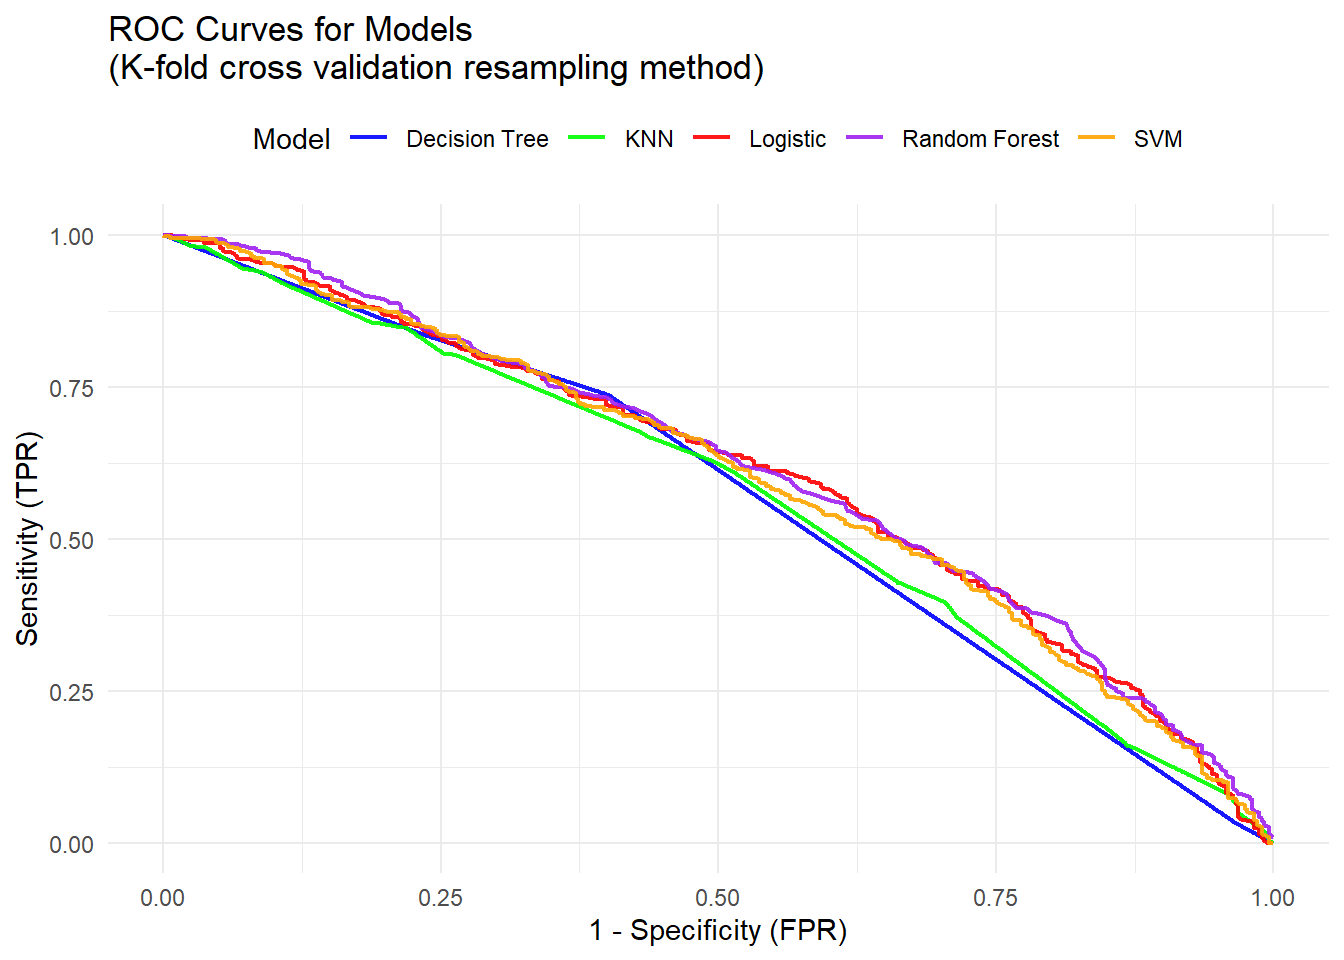 ROC Curves for Models
(K-fold cross validation resampling method)
Model Decision Tree KNN Logistic Random Forest SVM
Sensitivity (TPR)
1.00
0.75
0.50
0.25
0.00
0.00 0.25 0.50 0.75 1.00
1 - Specificity (FPR)